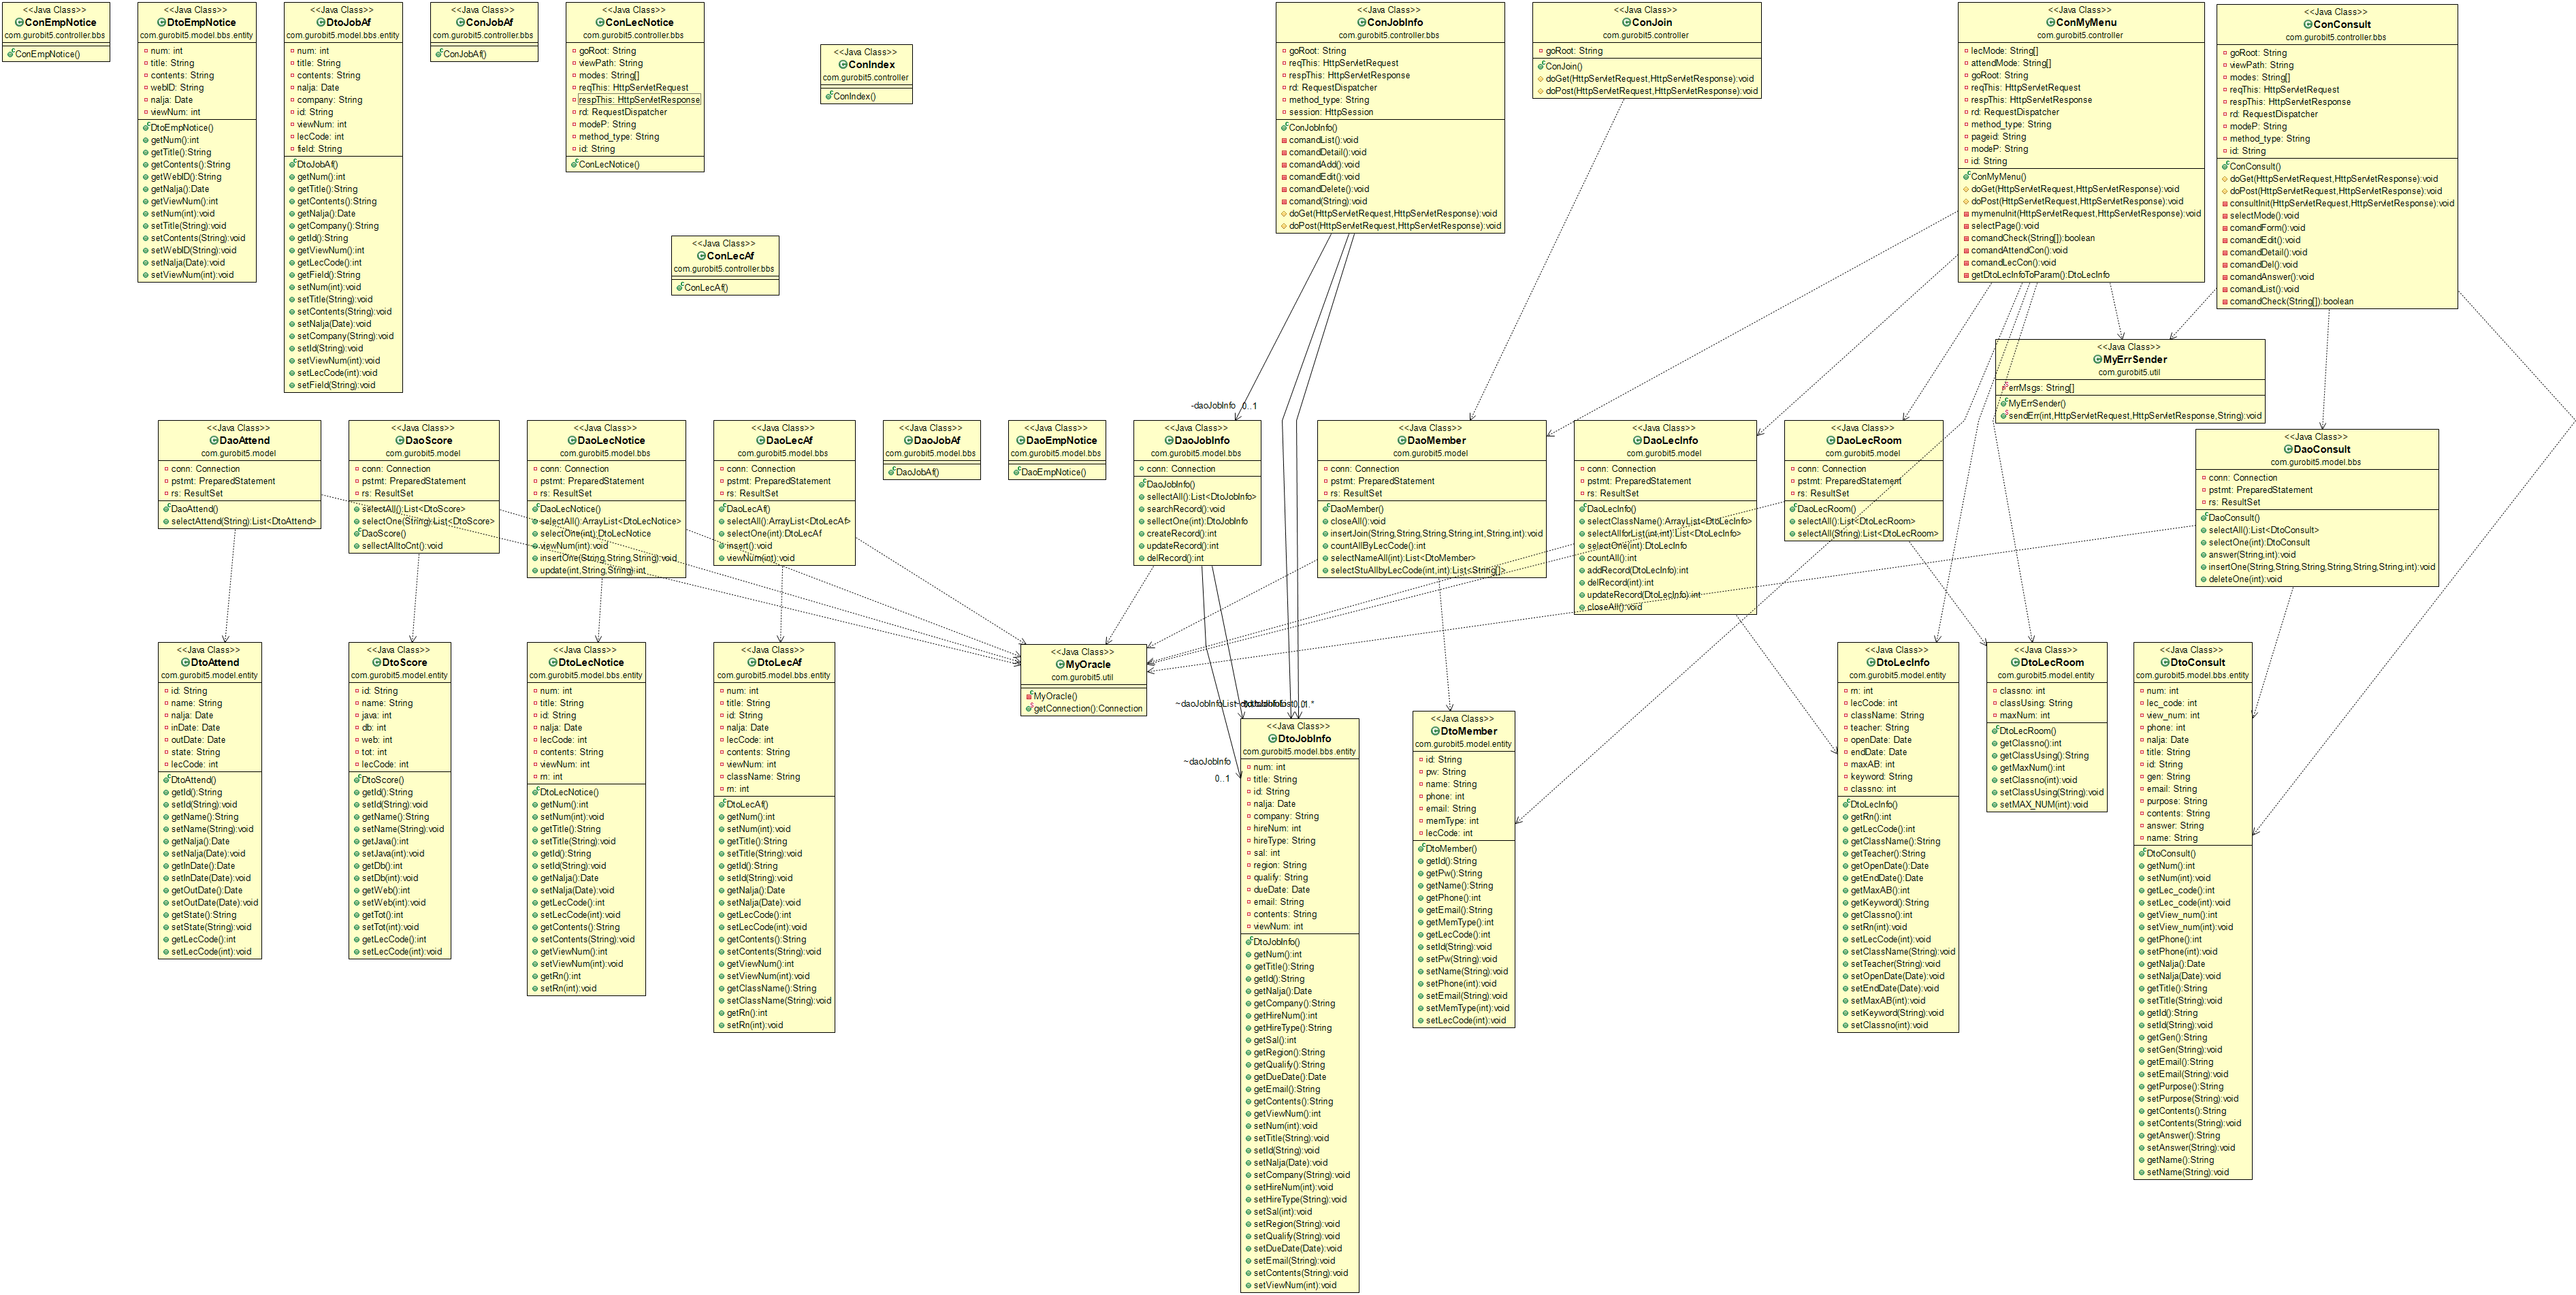 <<Java Class>>
ConEmpNotice
com.gurobit5.controller.bbs
ConEmpNotice()
<<Java Class>>
DtoEmpNotice
com.gurobit5.model.bbs.entity
num: int
title: String
contents: String
webID: String
nalja: Date
viewNum: int
DtoEmpNotice()
getNum():int
getTitle():String
getContents():String
getWebID():String
getNalja():Date
getViewNum():int
setNum(int):void
setTitle(String):void
setContents(String):void
setWebID(String):void
setNalja(Date):void
setViewNum(int):void
<<Java Class>>
DtoJobAf
com.gurobit5.model.bbs.entity
num: int
title: String
contents: String
nalja: Date
company: String
id: String
viewNum: int
lecCode: int
field: String
DtoJobAf()
getNum():int
getTitle():String
getContents():String
getNalja():Date
getCompany():String
getId():String
getViewNum():int
getLecCode():int
getField():String
setNum(int):void
setTitle(String):void
setContents(String):void
setNalja(Date):void
setCompany(String):void
setId(String):void
setViewNum(int):void
setLecCode(int):void
setField(String):void
<<Java Class>>
ConJobAf
com.gurobit5.controller.bbs
ConJobAf()
<<Java Class>>
ConLecNotice
com.gurobit5.controller.bbs
goRoot: String
viewPath: String
modes: String[]
reqThis: HttpServletRequest
respThis: HttpServletResponse
rd: RequestDispatcher
modeP: String
method_type: String
id: String
ConLecNotice()
<<Java Class>>
ConIndex
com.gurobit5.controller
ConIndex()
<<Java Class>>
ConLecAf
com.gurobit5.controller.bbs
ConLecAf()
<<Java Class>>
ConJobInfo
com.gurobit5.controller.bbs
goRoot: String
reqThis: HttpServletRequest
respThis: HttpServletResponse
rd: RequestDispatcher
method_type: String
session: HttpSession
ConJobInfo()
comandList():void
comandDetail():void
comandAdd():void
comandEdit():void
comandDelete():void
comand(String):void
doGet(HttpServletRequest,HttpServletResponse):void
doPost(HttpServletRequest,HttpServletResponse):void
<<Java Class>>
ConJoin
com.gurobit5.controller
goRoot: String
ConJoin()
doGet(HttpServletRequest,HttpServletResponse):void
doPost(HttpServletRequest,HttpServletResponse):void
<<Java Class>>
ConMyMenu
com.gurobit5.controller
lecMode: String[]
attendMode: String[]
goRoot: String
reqThis: HttpServletRequest
respThis: HttpServletResponse
rd: RequestDispatcher
method_type: String
pageid: String
modeP: String
id: String
ConMyMenu()
doGet(HttpServletRequest,HttpServletResponse):void
doPost(HttpServletRequest,HttpServletResponse):void
mymenuInit(HttpServletRequest,HttpServletResponse):void
selectPage():void
comandCheck(String[]):boolean
comandAttendCon():void
comandLecCon():void
getDtoLecInfoToParam():DtoLecInfo
<<Java Class>>
ConConsult
com.gurobit5.controller.bbs
goRoot: String
viewPath: String
modes: String[]
reqThis: HttpServletRequest
respThis: HttpServletResponse
rd: RequestDispatcher
modeP: String
method_type: String
id: String
ConConsult()
doGet(HttpServletRequest,HttpServletResponse):void
doPost(HttpServletRequest,HttpServletResponse):void
consultInit(HttpServletRequest,HttpServletResponse):void
selectMode():void
comandForm():void
comandEdit():void
comandDetail():void
comandDel():void
comandAnswer():void
comandList():void
comandCheck(String[]):boolean
<<Java Class>>
MyErrSender
com.gurobit5.util
errMsgs: String[]
MyErrSender()
sendErr(int,HttpServletRequest,HttpServletResponse,String):void
<<Java Class>>
DaoAttend
com.gurobit5.model
conn: Connection
pstmt: PreparedStatement
rs: ResultSet
DaoAttend()
selectAttend(String):List<DtoAttend>
<<Java Class>>
DaoScore
com.gurobit5.model
conn: Connection
pstmt: PreparedStatement
rs: ResultSet
selectAll():List<DtoScore>
selectOne(String):List<DtoScore>
DaoScore()
sellectAlltoCnt():void
<<Java Class>>
DaoLecNotice
com.gurobit5.model.bbs
conn: Connection
pstmt: PreparedStatement
rs: ResultSet
DaoLecNotice()
selectAll():ArrayList<DtoLecNotice>
selectOne(int):DtoLecNotice
viewNum(int):void
insertOne(String,String,String):void
update(int,String,String):int
<<Java Class>>
DaoLecAf
com.gurobit5.model.bbs
conn: Connection
pstmt: PreparedStatement
rs: ResultSet
DaoLecAf()
selectAll():ArrayList<DtoLecAf>
selectOne(int):DtoLecAf
insert():void
viewNum(int):void
<<Java Class>>
DaoJobAf
com.gurobit5.model.bbs
DaoJobAf()
<<Java Class>>
DaoEmpNotice
com.gurobit5.model.bbs
DaoEmpNotice()
-daoJobInfo 0..1
<<Java Class>>
DaoJobInfo
com.gurobit5.model.bbs
conn: Connection
DaoJobInfo()
sellectAll():List<DtoJobInfo>
searchRecord():void
sellectOne(int):DtoJobInfo
createRecord():int
updateRecord():int
delRecord():int
<<Java Class>>
DaoMember
com.gurobit5.model
conn: Connection
pstmt: PreparedStatement
rs: ResultSet
DaoMember()
closeAll():void
insertJoin(String,String,String,String,int,String,int):void
countAllByLecCode():int
selectNameAll(int):List<DtoMember>
selectStuAllbyLecCode(int,int):List<String[]>
<<Java Class>>
DaoLecInfo
com.gurobit5.model
conn: Connection
pstmt: PreparedStatement
rs: ResultSet
DaoLecInfo()
selectClassName():ArrayList<DtoLecInfo>
selectAllforList(int,int):List<DtoLecInfo>
selectOne(int):DtoLecInfo
countAll():int
addRecord(DtoLecInfo):int
delRecord(int):int
updateRecord(DtoLecInfo):int
closeAll():void
<<Java Class>>
DaoLecRoom
com.gurobit5.model
conn: Connection
pstmt: PreparedStatement
rs: ResultSet
DaoLecRoom()
selectAll():List<DtoLecRoom>
selectAll(String):List<DtoLecRoom>
<<Java Class>>
DaoConsult
com.gurobit5.model.bbs
conn: Connection
pstmt: PreparedStatement
rs: ResultSet
DaoConsult()
selectAll():List<DtoConsult>
selectOne(int):DtoConsult
answer(String,int):void
insertOne(String,String,String,String,String,String,int):void
deleteOne(int):void
<<Java Class>>
DtoAttend
com.gurobit5.model.entity
id: String
name: String
nalja: Date
inDate: Date
outDate: Date
state: String
lecCode: int
DtoAttend()
getId():String
setId(String):void
getName():String
setName(String):void
getNalja():Date
setNalja(Date):void
getInDate():Date
setInDate(Date):void
getOutDate():Date
setOutDate(Date):void
getState():String
setState(String):void
getLecCode():int
setLecCode(int):void
<<Java Class>>
DtoScore
com.gurobit5.model.entity
id: String
name: String
java: int
db: int
web: int
tot: int
lecCode: int
DtoScore()
getId():String
setId(String):void
getName():String
setName(String):void
getJava():int
setJava(int):void
getDb():int
setDb(int):void
getWeb():int
setWeb(int):void
getTot():int
setTot(int):void
getLecCode():int
setLecCode(int):void
<<Java Class>>
DtoLecNotice
com.gurobit5.model.bbs.entity
num: int
title: String
id: String
nalja: Date
lecCode: int
contents: String
viewNum: int
rn: int
DtoLecNotice()
getNum():int
setNum(int):void
getTitle():String
setTitle(String):void
getId():String
setId(String):void
getNalja():Date
setNalja(Date):void
getLecCode():int
setLecCode(int):void
getContents():String
setContents(String):void
getViewNum():int
setViewNum(int):void
getRn():int
setRn(int):void
<<Java Class>>
DtoLecAf
com.gurobit5.model.bbs.entity
num: int
title: String
id: String
nalja: Date
lecCode: int
contents: String
viewNum: int
className: String
rn: int
DtoLecAf()
getNum():int
setNum(int):void
getTitle():String
setTitle(String):void
getId():String
setId(String):void
getNalja():Date
setNalja(Date):void
getLecCode():int
setLecCode(int):void
getContents():String
setContents(String):void
getViewNum():int
setViewNum(int):void
getClassName():String
setClassName(String):void
getRn():int
setRn(int):void
<<Java Class>>
MyOracle
com.gurobit5.util
MyOracle()
getConnection():Connection
~daoJobInfoList
0..1
~daoJobInfo
0..1
<<Java Class>>
DtoJobInfo
com.gurobit5.model.bbs.entity
num: int
title: String
id: String
nalja: Date
company: String
hireNum: int
hireType: String
sal: int
region: String
qualify: String
dueDate: Date
email: String
contents: String
viewNum: int
DtoJobInfo()
getNum():int
getTitle():String
getId():String
getNalja():Date
getCompany():String
getHireNum():int
getHireType():String
getSal():int
getRegion():String
getQualify():String
getDueDate():Date
getEmail():String
getContents():String
getViewNum():int
setNum(int):void
setTitle(String):void
setId(String):void
setNalja(Date):void
setCompany(String):void
setHireNum(int):void
setHireType(String):void
setSal(int):void
setRegion(String):void
setQualify(String):void
setDueDate(Date):void
setEmail(String):void
setContents(String):void
setViewNum(int):void
<<Java Class>>
DtoMember
com.gurobit5.model.entity
id: String
pw: String
name: String
phone: int
email: String
memType: int
lecCode: int
DtoMember()
getId():String
getPw():String
getName():String
getPhone():int
getEmail():String
getMemType():int
getLecCode():int
setId(String):void
setPw(String):void
setName(String):void
setPhone(int):void
setEmail(String):void
setMemType(int):void
setLecCode(int):void
<<Java Class>>
DtoLecInfo
com.gurobit5.model.entity
rn: int
lecCode: int
className: String
teacher: String
openDate: Date
endDate: Date
maxAB: int
keyword: String
classno: int
DtoLecInfo()
getRn():int
getLecCode():int
getClassName():String
getTeacher():String
getOpenDate():Date
getEndDate():Date
getMaxAB():int
getKeyword():String
getClassno():int
setRn(int):void
setLecCode(int):void
setClassName(String):void
setTeacher(String):void
setOpenDate(Date):void
setEndDate(Date):void
setMaxAB(int):void
setKeyword(String):void
setClassno(int):void
<<Java Class>>
DtoLecRoom
com.gurobit5.model.entity
classno: int
classUsing: String
maxNum: int
DtoLecRoom()
getClassno():int
getClassUsing():String
getMaxNum():int
setClassno(int):void
setClassUsing(String):void
setMAX_NUM(int):void
<<Java Class>>
DtoConsult
com.gurobit5.model.bbs.entity
num: int
lec_code: int
view_num: int
phone: int
nalja: Date
title: String
id: String
gen: String
email: String
purpose: String
contents: String
answer: String
name: String
DtoConsult()
getNum():int
setNum(int):void
getLec_code():int
setLec_code(int):void
getView_num():int
setView_num(int):void
getPhone():int
setPhone(int):void
getNalja():Date
setNalja(Date):void
getTitle():String
setTitle(String):void
getId():String
setId(String):void
getGen():String
setGen(String):void
getEmail():String
setEmail(String):void
getPurpose():String
setPurpose(String):void
getContents():String
setContents(String):void
getAnswer():String
setAnswer(String):void
getName():String
setName(String):void